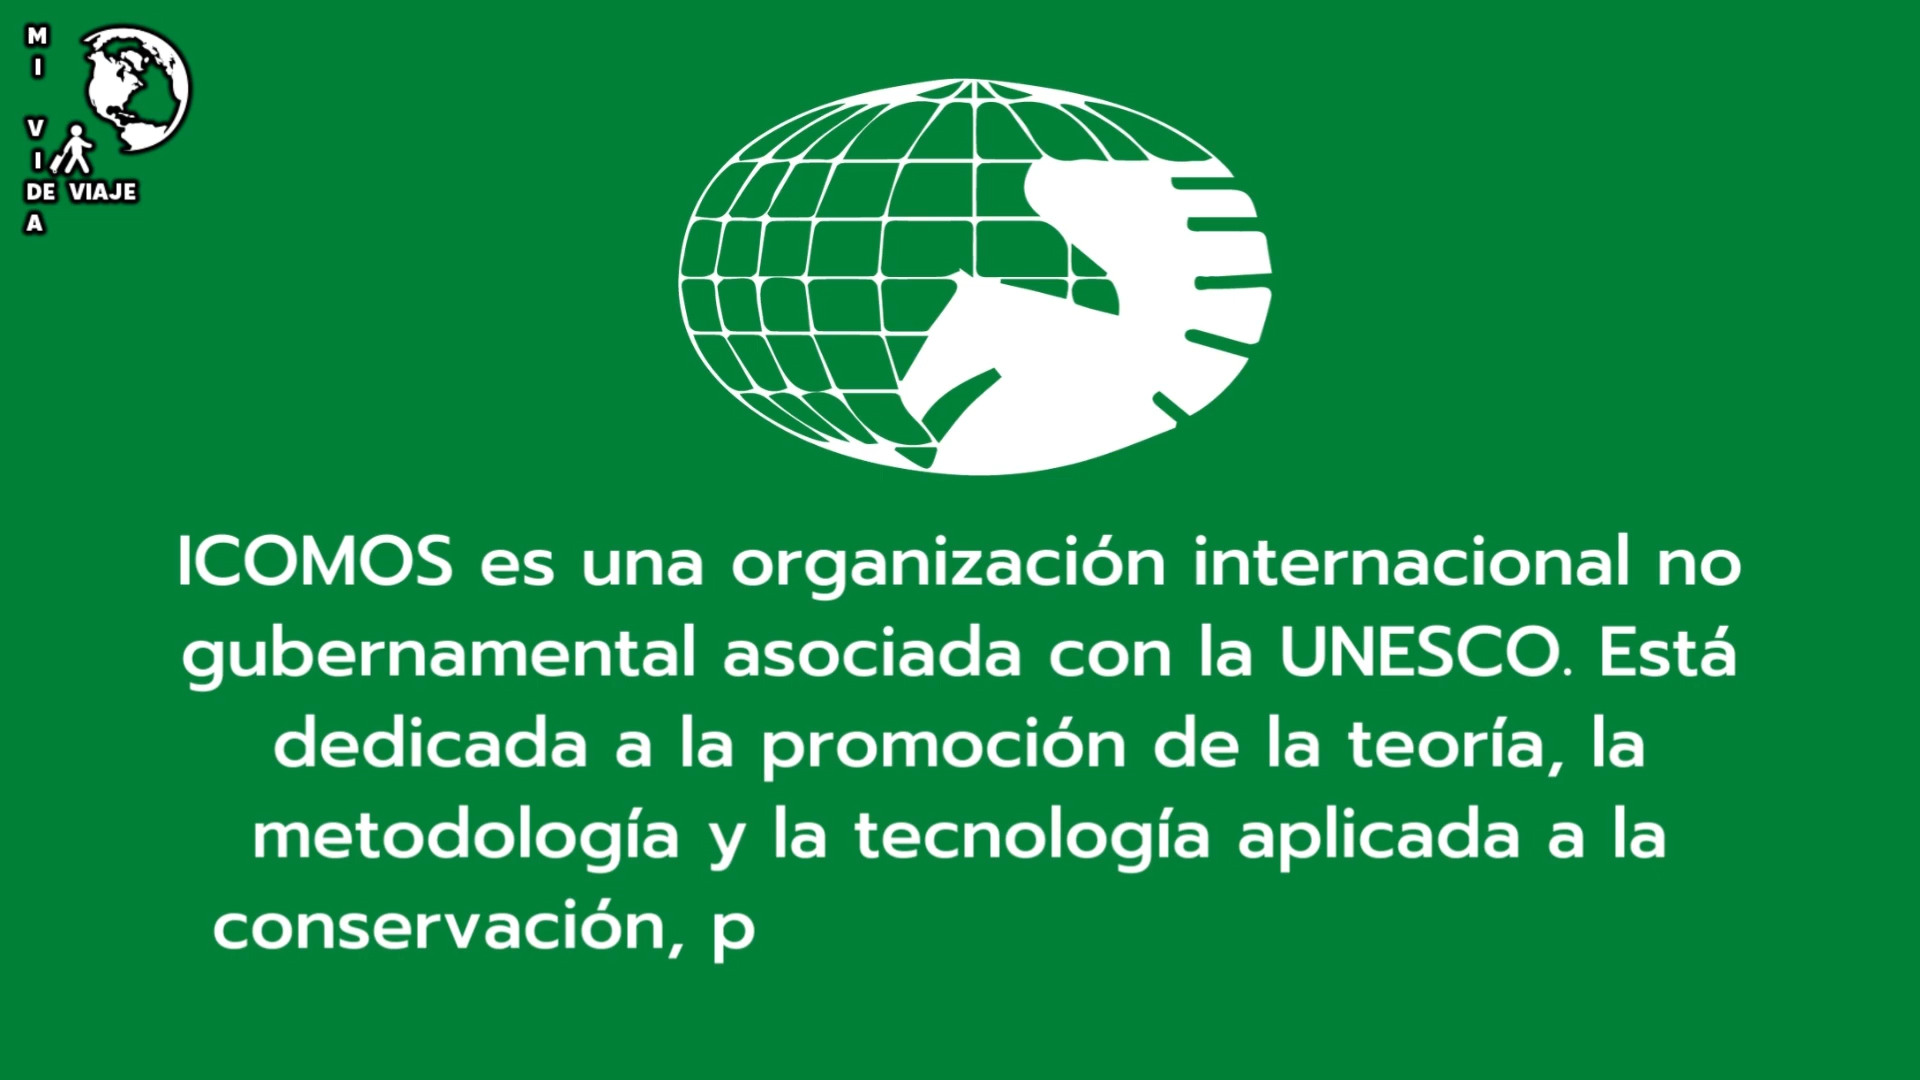 MI VIDA
DE VIAJE
ICOMOS es una organización internacional no
gubernamental asociada con la UNESCO. Está
dedicada a la promoción de la teoría, la
metodología y la tecnología aplicada a la
conservación, p